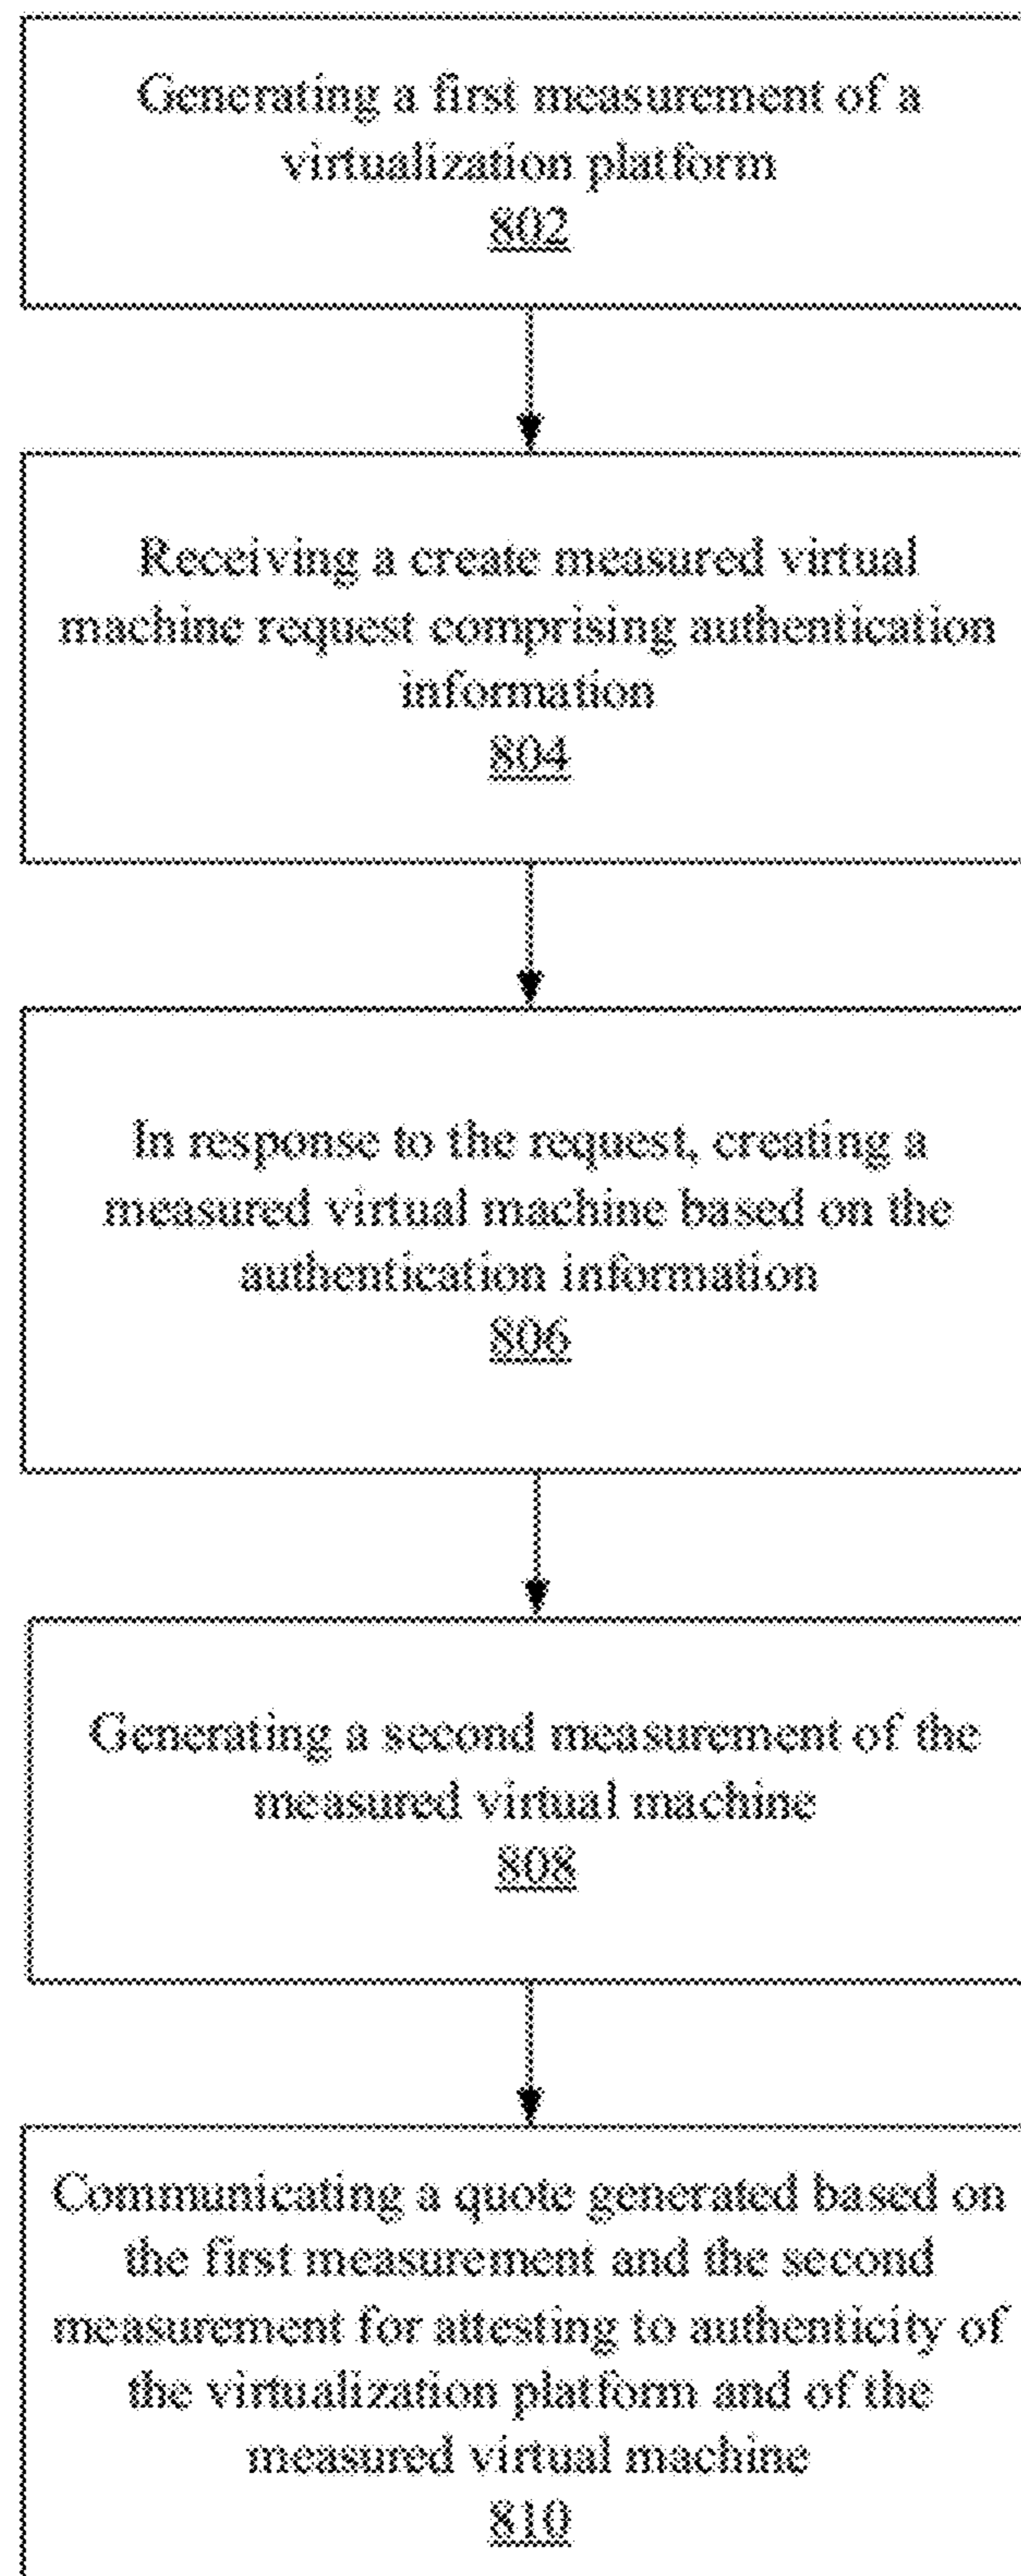 Generating a first measurement of a
virtualization platform
802
Receiving a create measured virtual
machine request comprising authentication
information
804
In response to the request, creating a
measured virtual machine based on the
authentication information
806
Generating a second measurement of the
measured virtual machine
808
Communicating a quote generated based on
the first measurement and the second
measurement for attesting to authenticity of
the virtualization platform and of the
measured virtual machine
810